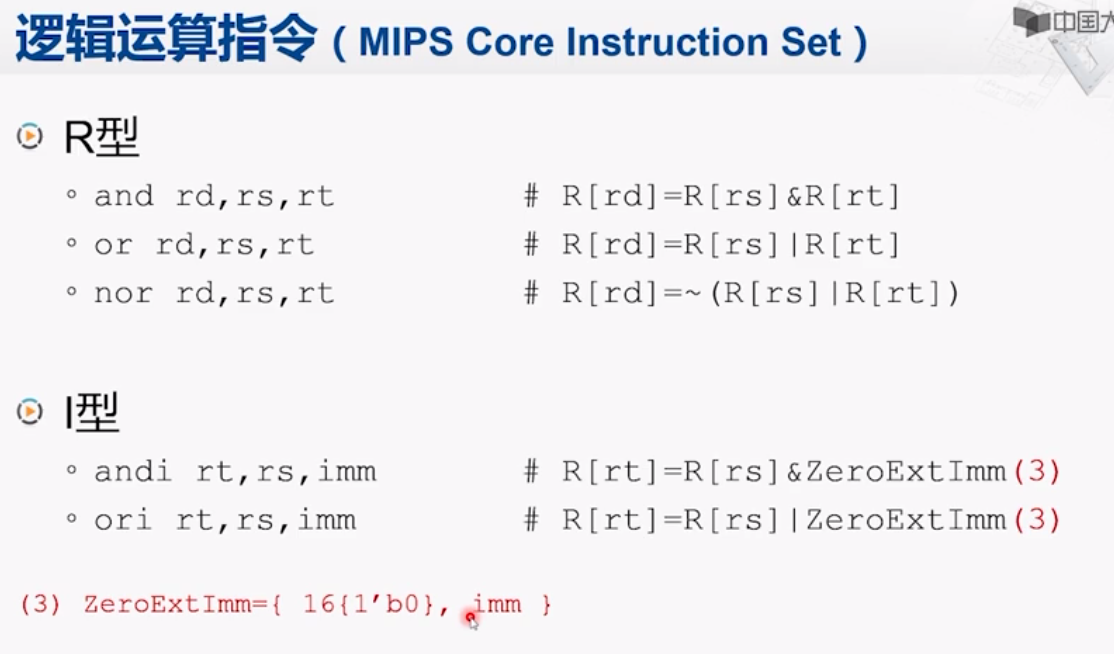 逻辑运算指令 ( MIPS Core Instruction Set )
中国大
R型
and rd,rs,rt # R[rd]=R[rs]&R[rt]
or rd,rs,rt # R[rd]=R[rs]|R[rt]
nor rd,rs,rt # R[rd]=~(R[rs]|R[rt])
I型
andi rt,rs,imm # R[rt]=R[rs]&ZeroExtImm(3)
ori rt,rs,imm # R[rt]=R[rs]|ZeroExtImm(3)
(3) ZeroExtImm={ 16{1’b0}, imm }